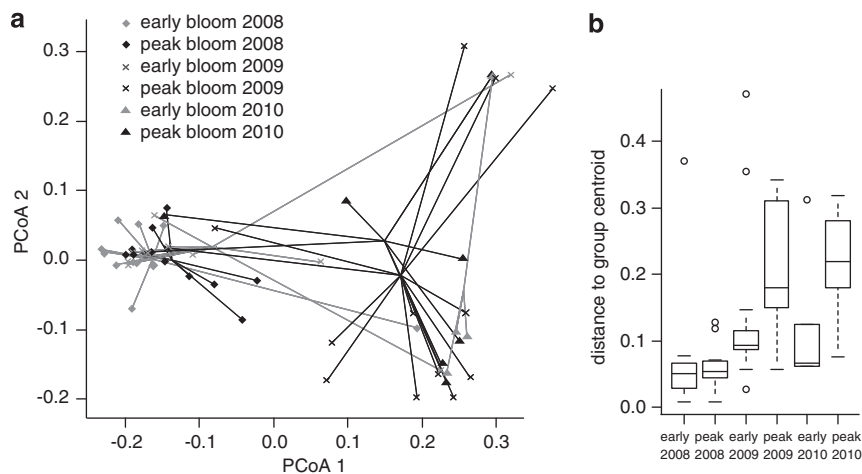 a
early bloom 2008
peak bloom 2008
early bloom 2009
peak bloom 2009
early bloom 2010
peak bloom 2010
PCoA 2
0.3
0.2
0.1
0.0
-0.1
-0.2
-0.2
-0.1
0.0
0.1
0.2
0.3
PCoA 1
b
distance to group centroid
0.4
0.3
0.2
0.1
0.0
early 2008
peak 2008
early 2009
peak 2009
early 2010
peak 2010